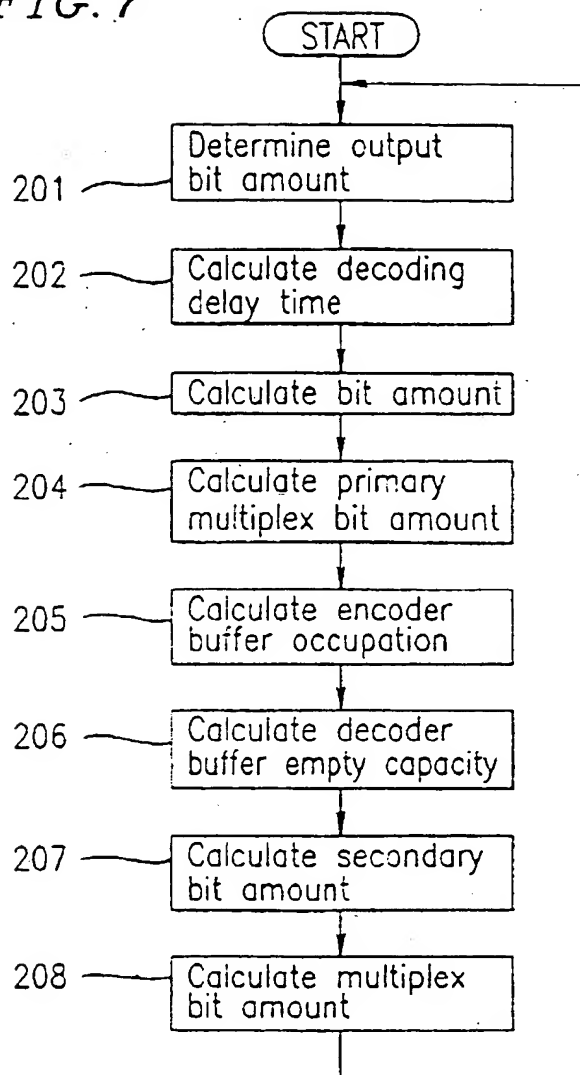 FIG. 7
START
201
Determine output
bit amount
202
Calculate decoding
delay time
203
Calculate bit amount
204
Calculate primary
multiplex bit amount
205
Calculate encoder
buffer occupation
206
Calculate decoder
buffer empty capacity
207
Calculate secondary
bit amount
208
Calculate multiplex
bit amount